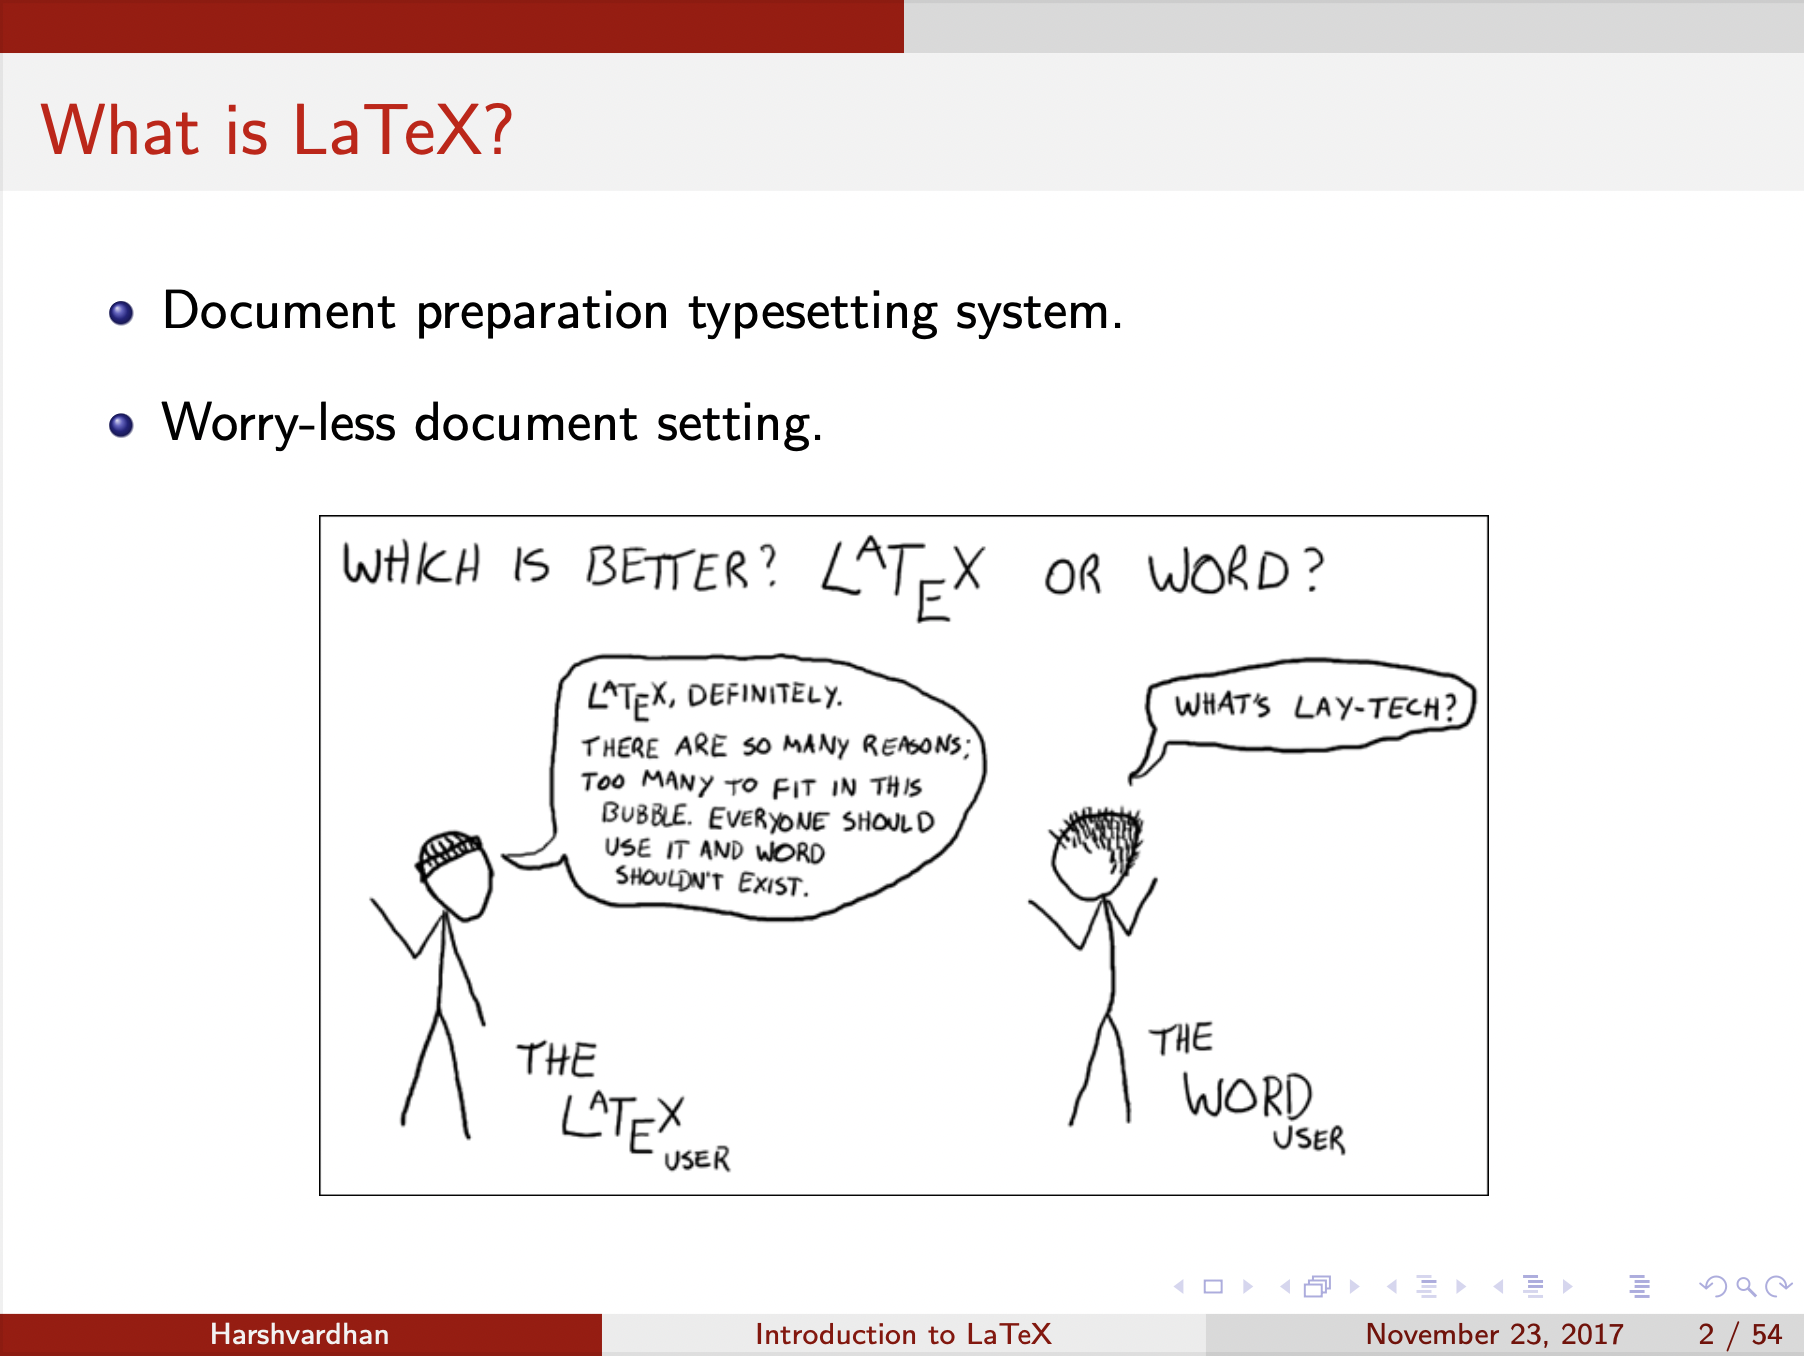 What is LaTeX?
Document preparation typesetting system.
Worry-less document setting.
WHICH IS BETTER? LATEX OR WORD?
LATEX, DEFINITELY.
THERE ARE SO MANY REASONS;
TOO MANY TO FIT IN THIS
BUBBLE. EVERYONE SHOULD
USE IT AND WORD
SHOULDN'T EXIST.
WHAT'S LAY-TECH?
THE
LATEX
USER
THE
WORD
USER
Harshvardhan
Introduction to LaTeX
November 23, 2017
2 / 54